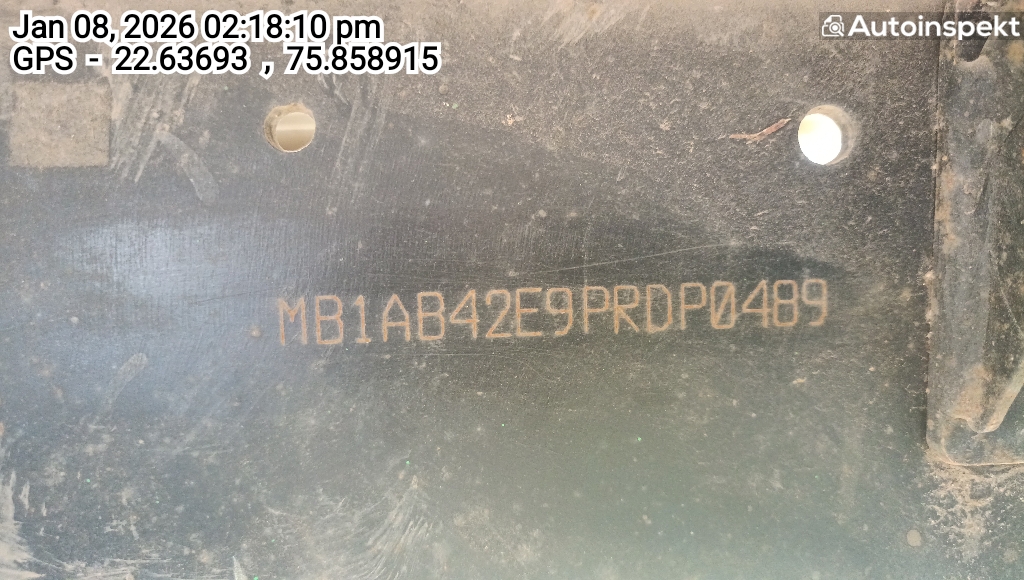 Jan 08, 2026 02:18:10 pm
GPS - 22.63693 , 75.858915
Autoinspekt
MB1AB42E9PRDP0489